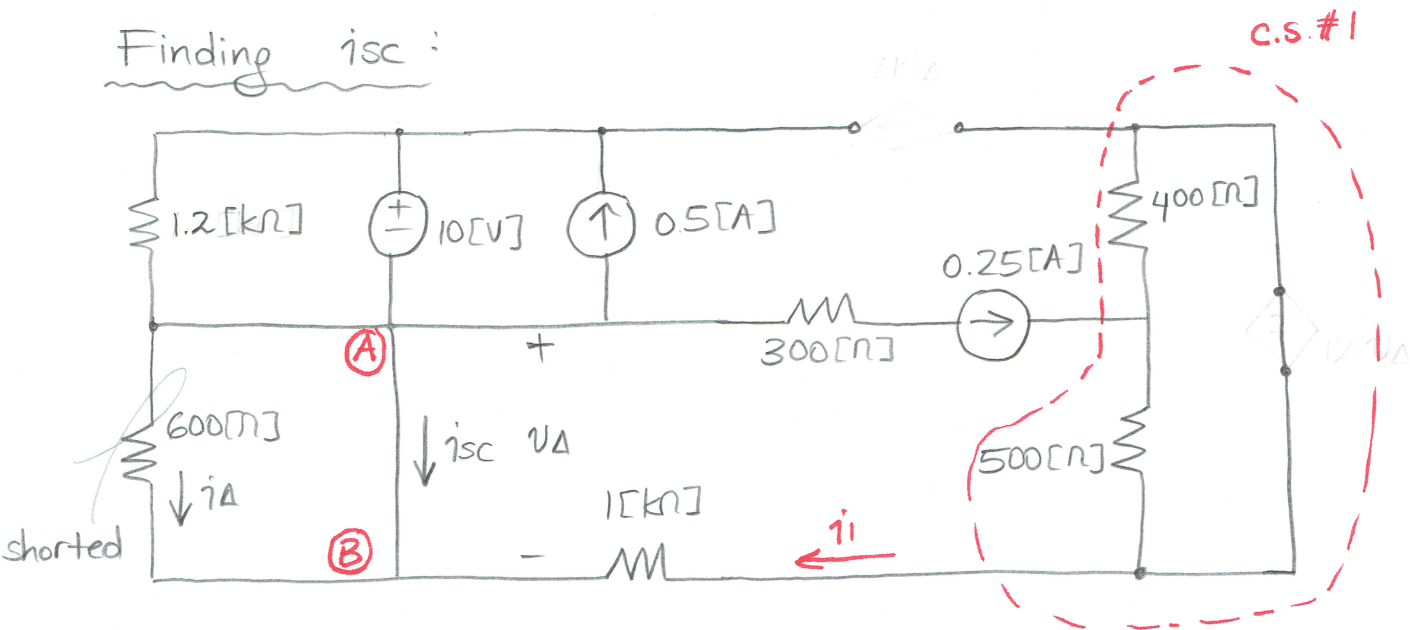 Finding isc :
C.S. #1
1.2 [kΩ]
+
−
10[V]
0.5[A]
400[Ω]
0.25[A]
A
+
300[Ω]
600[Ω]
iΔ
isc
vΔ
500[Ω]
1[kΩ]
i1
shorted
B
−